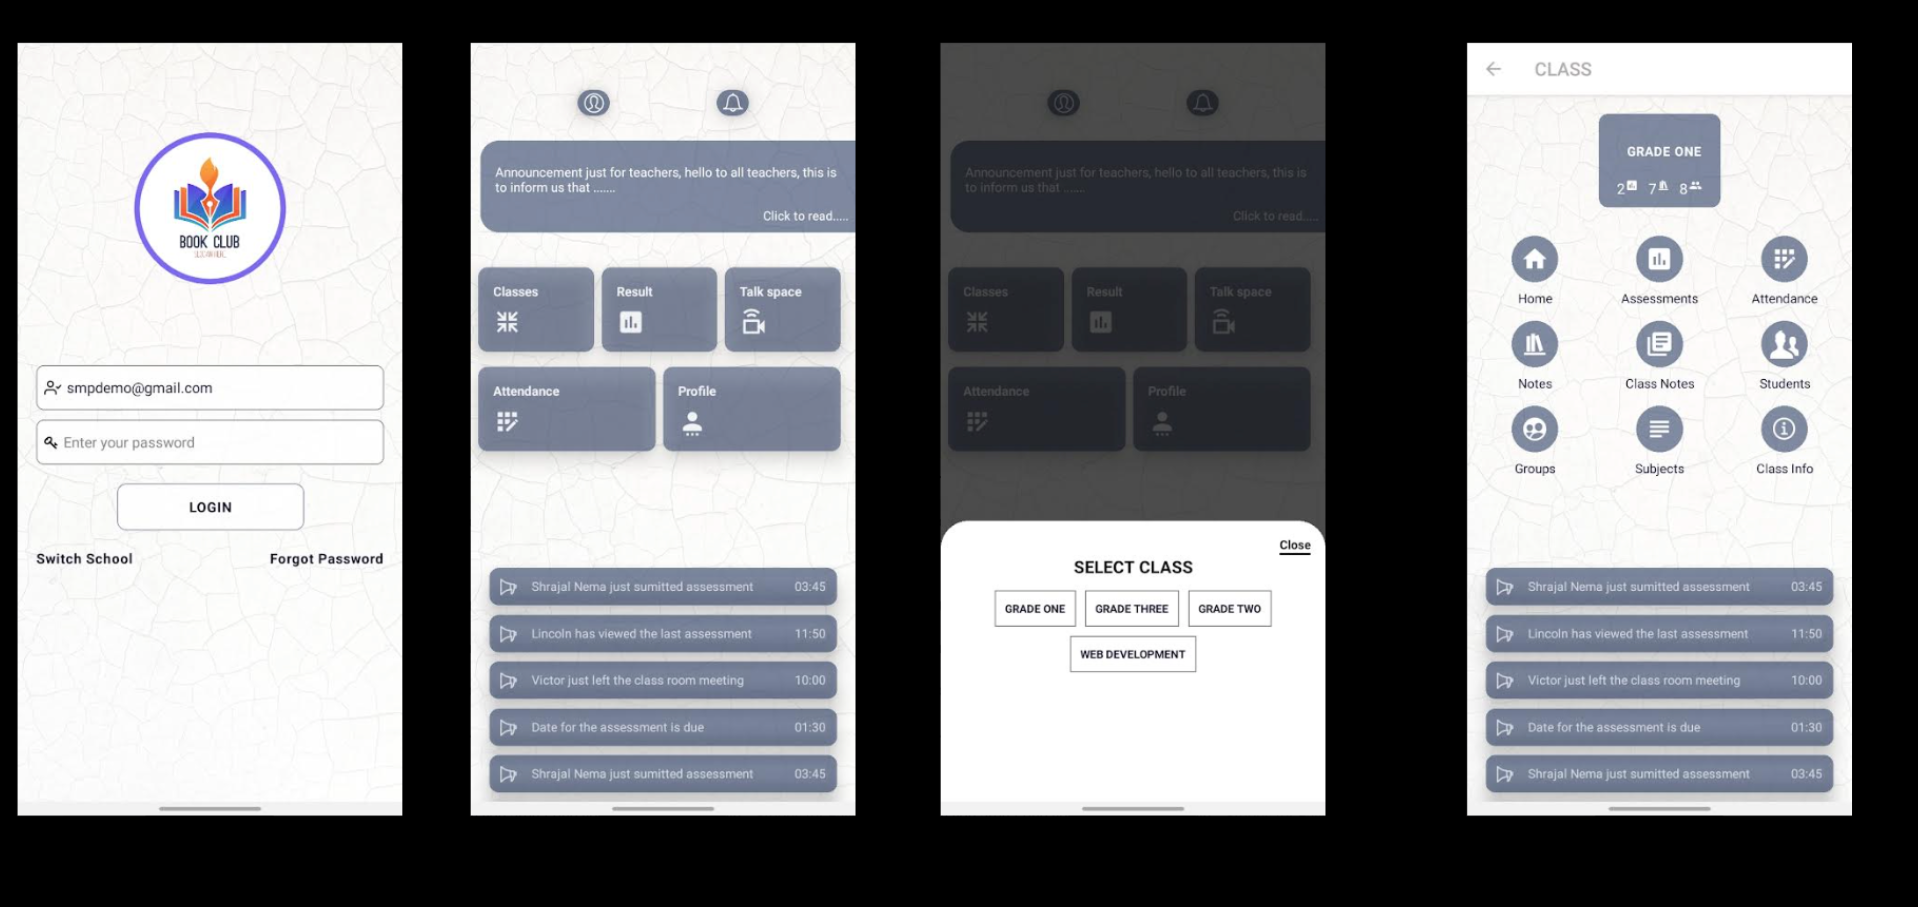 BOOK CLUB
smpdemo@gmail.com
Enter your password
LOGIN
Switch School
Forgot Password
Announcement just for teachers, hello to all teachers, this is
to inform us that ......
Click to read.....
Classes
Result
Talk space
Attendance
Profile
Shrajal Nema just sumitted assessment 03:45
Lincoln has viewed the last assessment 11:50
Victor just left the class room meeting 10:00
Date for the assessment is due 01:30
Shrajal Nema just sumitted assessment 03:45
Announcement just for teachers, hello to all teachers, this is
to inform us that ......
Click to read.....
Classes
Result
Talk space
Attendance
Profile
Close
SELECT CLASS
GRADE ONE
GRADE THREE
GRADE TWO
WEB DEVELOPMENT
CLASS
GRADE ONE
2 7 8
Home
Assessments
Attendance
Notes
Class Notes
Students
Groups
Subjects
Class Info
Shrajal Nema just sumitted assessment 03:45
Lincoln has viewed the last assessment 11:50
Victor just left the class room meeting 10:00
Date for the assessment is due 01:30
Shrajal Nema just sumitted assessment 03:45